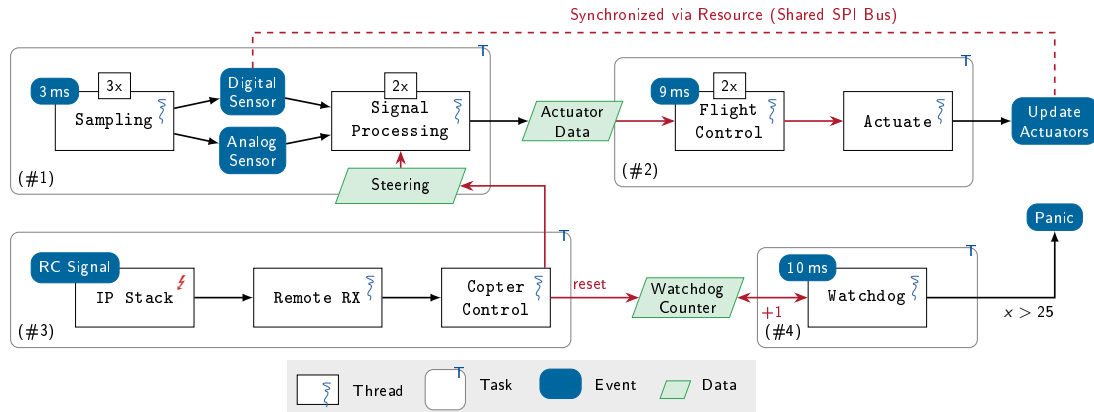 Synchronized via Resource (Shared SPI Bus)
T
3 ms
3x
Sampling
Digital
Sensor
Analog
Sensor
2x
Signal
Processing
(#1)
Steering
Actuator
Data
T
9 ms
2x
Flight
Control
Actuate
(#2)
Update
Actuators
T
RC Signal
IP Stack
Remote RX
Copter
Control
(#3)
reset
Watchdog
Counter
+1
T
10 ms
Watchdog
(#4)
x > 25
Panic
Thread
T
Task
Event
Data